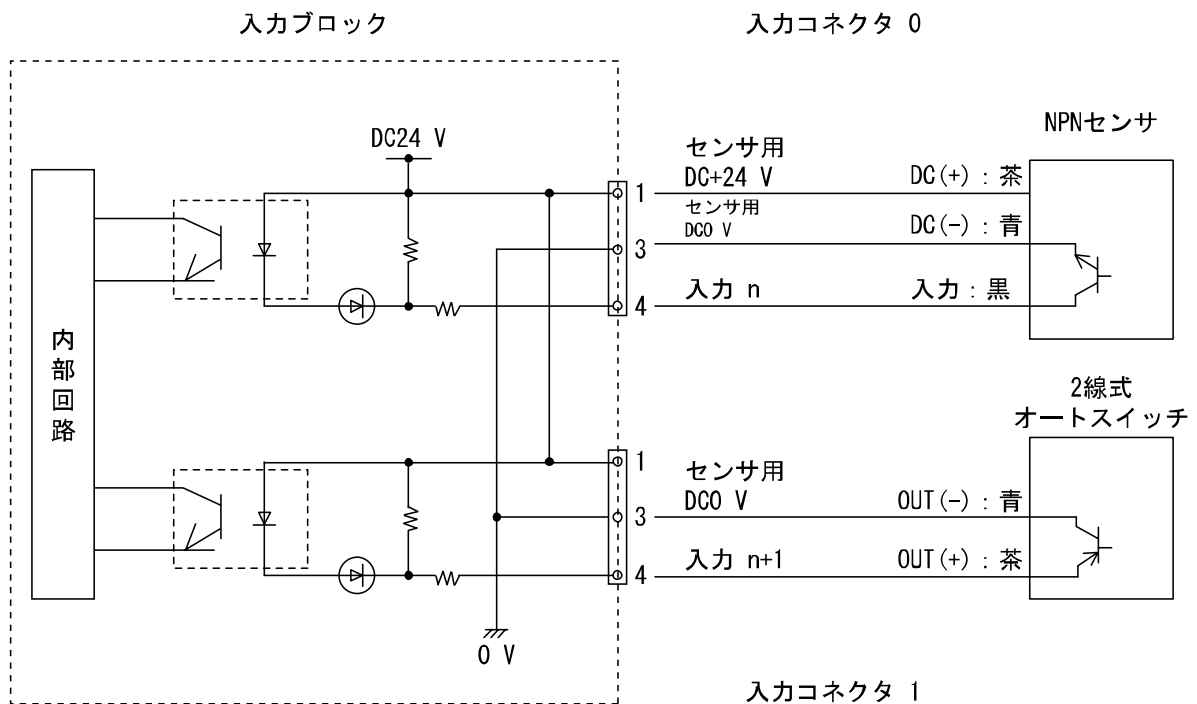 入力ブロック
入力コネクタ 0
DC24 V
NPNセンサ
センサ用
DC+24 V
DC(+) : 茶
1
センサ用
DC0 V
DC(-) : 青
3
入力 n
入力 : 黒
4
内部回路
2線式
オートスイッチ
1
センサ用
DC0 V
OUT(-) : 青
3
入力 n+1
OUT(+) : 茶
4
0 V
入力コネクタ 1